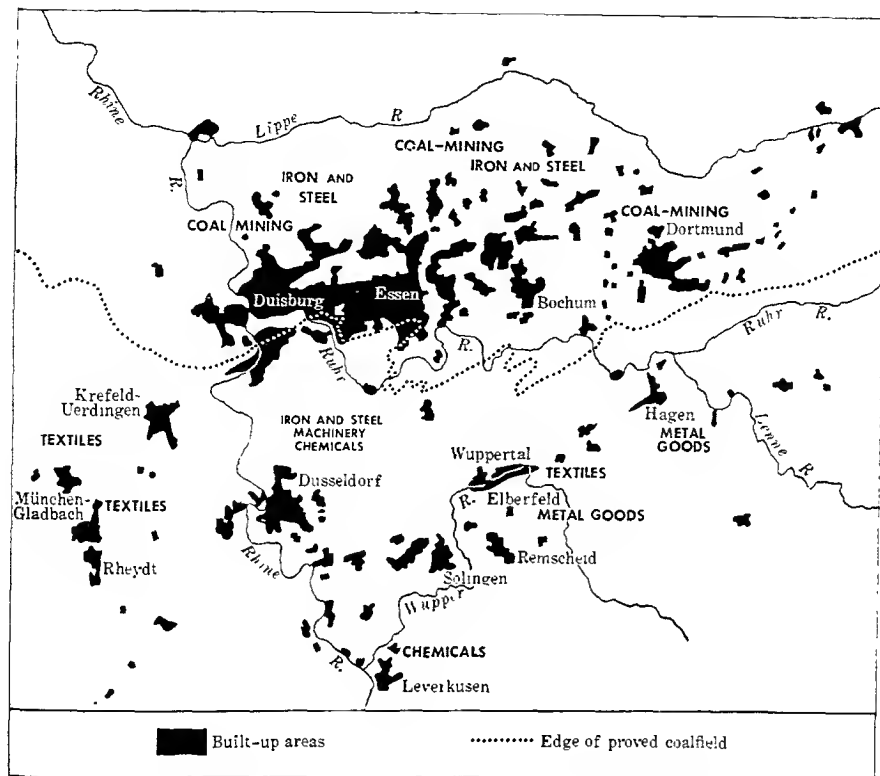 Rhine
R.
Lippe R
COAL-MINING
IRON AND STEEL
IRON AND
STEEL
COAL MINING
COAL-MINING
Dortmund
Duisburg
Essen
Bochum
Ruhr
R.
Ruhr R.
Krefeld-
Uerdingen
TEXTILES
IRON AND STEEL
MACHINERY
CHEMICALS
Hagen
METAL
GOODS
Lenne R.
München-
Gladbach
TEXTILES
Rheydt
Dusseldorf
Wuppertal
TEXTILES
R.
Elberfeld
METAL GOODS
Remscheid
Solingen
Rhine
R.
Wupper
CHEMICALS
Leverkusen
Built-up areas
Edge of proved coalfield